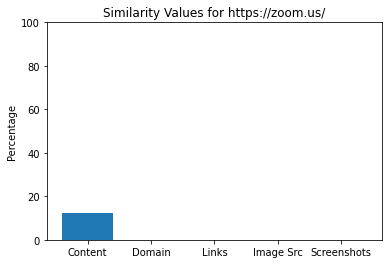 Similarity Values for https://zoom.us/
100
80
60
40
20
0
Percentage
Content Domain Links Image Src Screenshots